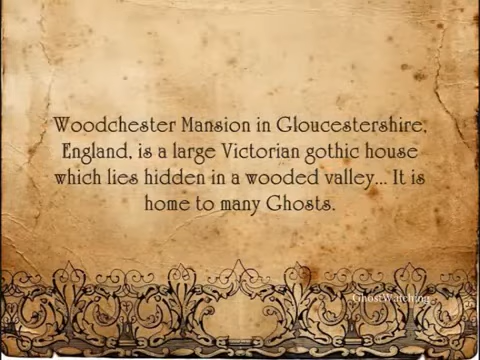 Woodchester Mansion in Gloucestershire,
England, is a large Victorian gothic house
which lies hidden in a wooded valley... It is
home to many Ghosts.
GhostWatching